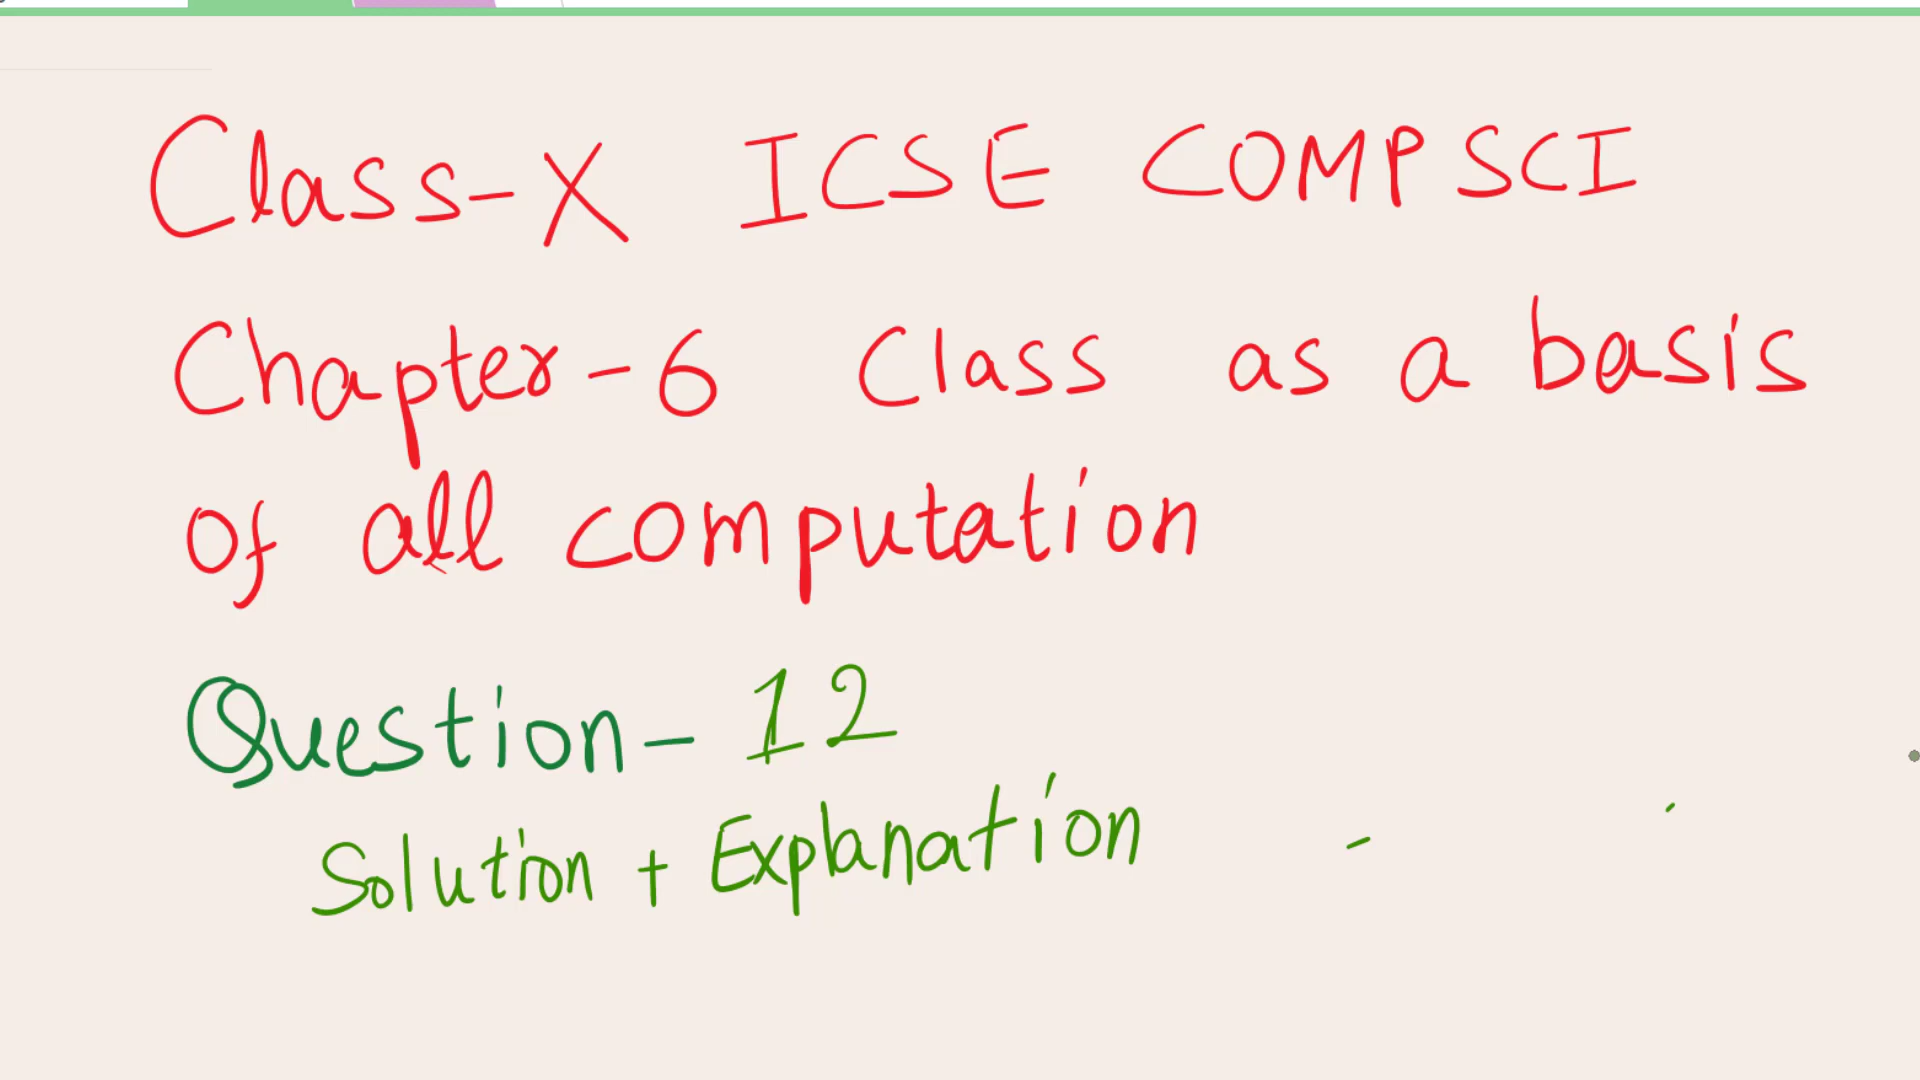 Class-X ICSE COMPSCI
Chapter-6 Class as a basis
of all computation
Question-12
Solution + Explanation